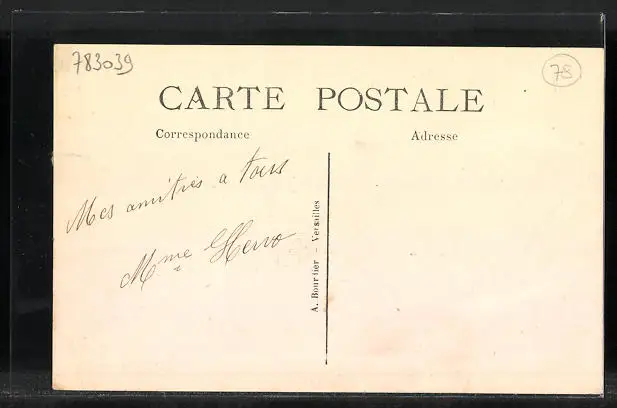 783039
78
CARTE POSTALE
Correspondance
Adresse
Mes amitiés a tous
Mme Hervo
A. Bourdier - Versailles